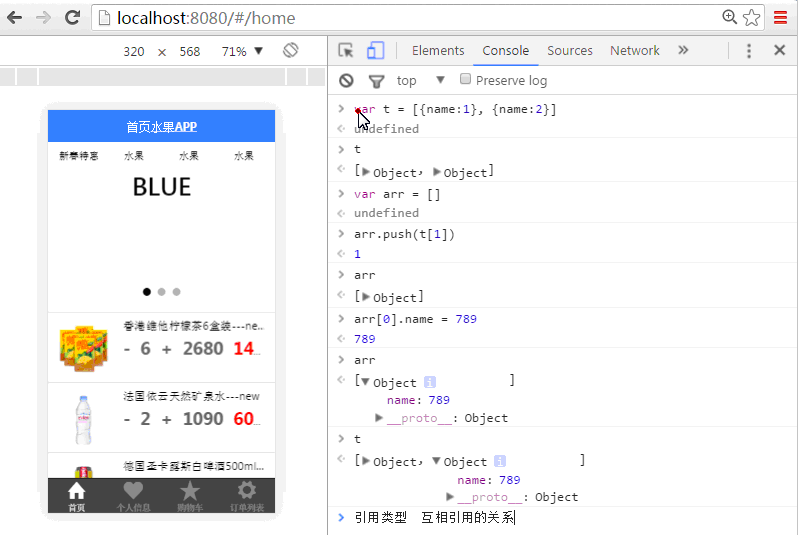 localhost:8080/#/home
320 × 568 71% ▼
Elements Console Sources Network »
top ▼ Preserve log
首页水果APP
新春特惠 水果 水果 水果
BLUE
香港维他柠檬茶6盒装---ne...
- 6 + 2680 14...
法国依云天然矿泉水---new
- 2 + 1090 60...
德国圣卡露斯白啤酒500ml...
首页 个人信息 购物车 订单列表
> var t = [{name:1}, {name:2}]
undefined
> t
[▶Object, ▶Object]
> var arr = []
undefined
> arr.push(t[1])
1
> arr
[▶Object]
> arr[0].name = 789
789
> arr
[▼Object i ]
name: 789
▶__proto__: Object
> t
[▶Object, ▼Object i ]
name: 789
▶__proto__: Object
> 引用类型 互相引用的关系